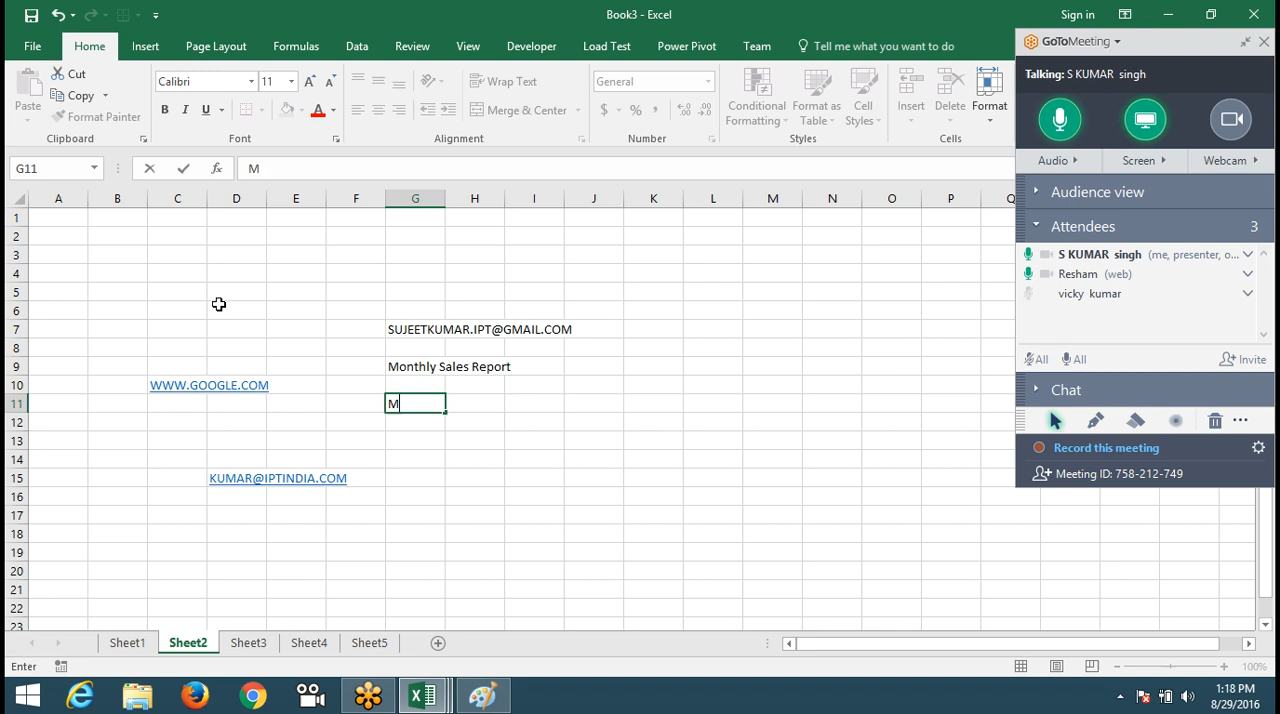 Book3 - Excel
Sign in
File Home Insert Page Layout Formulas Data Review View Developer Load Test Power Pivot Team Tell me what you want to do
Paste
Cut
Copy
Format Painter
Clipboard
Calibri 11
B I U
Font
Wrap Text
Merge & Center
Alignment
General
$ % ,
Number
Conditional Formatting
Format as Table
Cell Styles
Styles
Insert Delete Format
Cells
G11 fx M
A B C D E F G H I J K L M N O P Q
1
2
3
4
5
6
7 SUJEETKUMAR.IPT@GMAIL.COM
8
9 Monthly Sales Report
10 WWW.GOOGLE.COM
11 M
12
13
14
15 KUMAR@IPTINDIA.COM
16
17
18
19
20
21
22
23
Sheet1 Sheet2 Sheet3 Sheet4 Sheet5
Enter
100%
GoToMeeting
Talking: S KUMAR singh
Audio Screen Webcam
Audience view
Attendees 3
S KUMAR singh (me, presenter, o...
Resham (web)
vicky kumar
All All Invite
Chat
Record this meeting
Meeting ID: 758-212-749
1:18 PM
8/29/2016